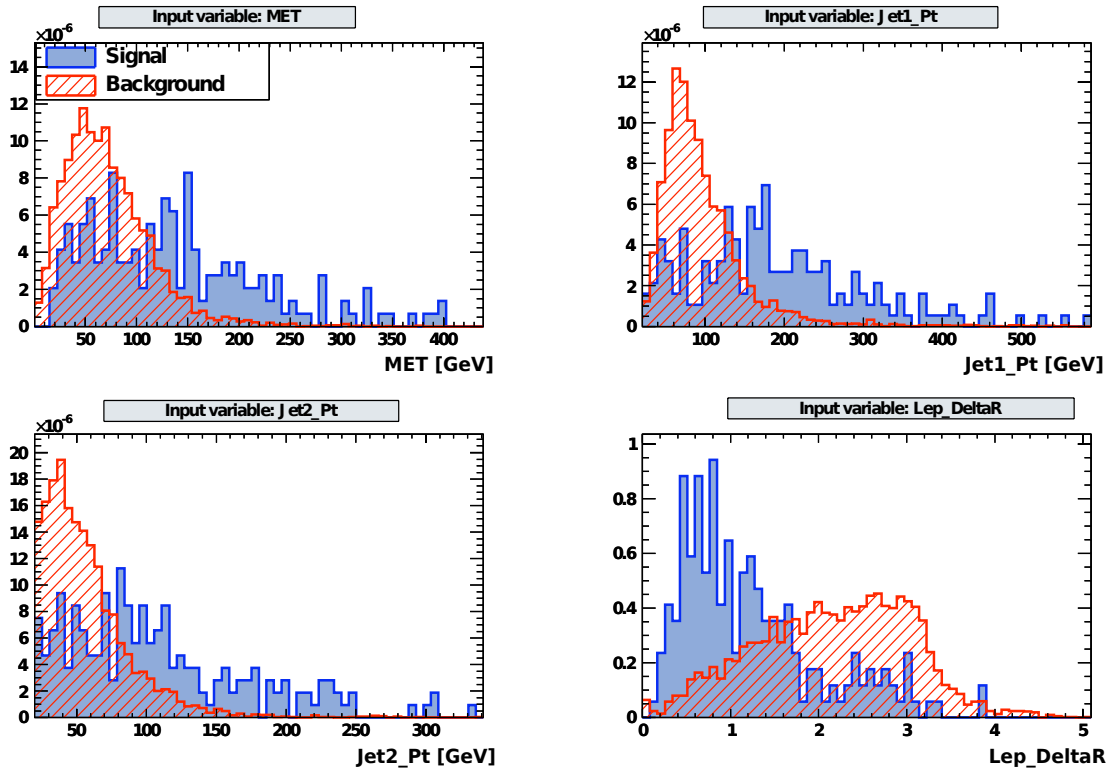 Input variable: MET
×10⁻⁶
Signal
Background
14
12
10
8
6
4
2
0
50 100 150 200 250 300 350 400
MET [GeV]
Input variable: Jet1_Pt
×10⁻⁶
12
10
8
6
4
2
0
100 200 300 400 500
Jet1_Pt [GeV]
Input variable: Jet2_Pt
×10⁻⁶
20
18
16
14
12
10
8
6
4
2
0
50 100 150 200 250 300
Jet2_Pt [GeV]
Input variable: Lep_DeltaR
1
0.8
0.6
0.4
0.2
0
0 1 2 3 4 5
Lep_DeltaR